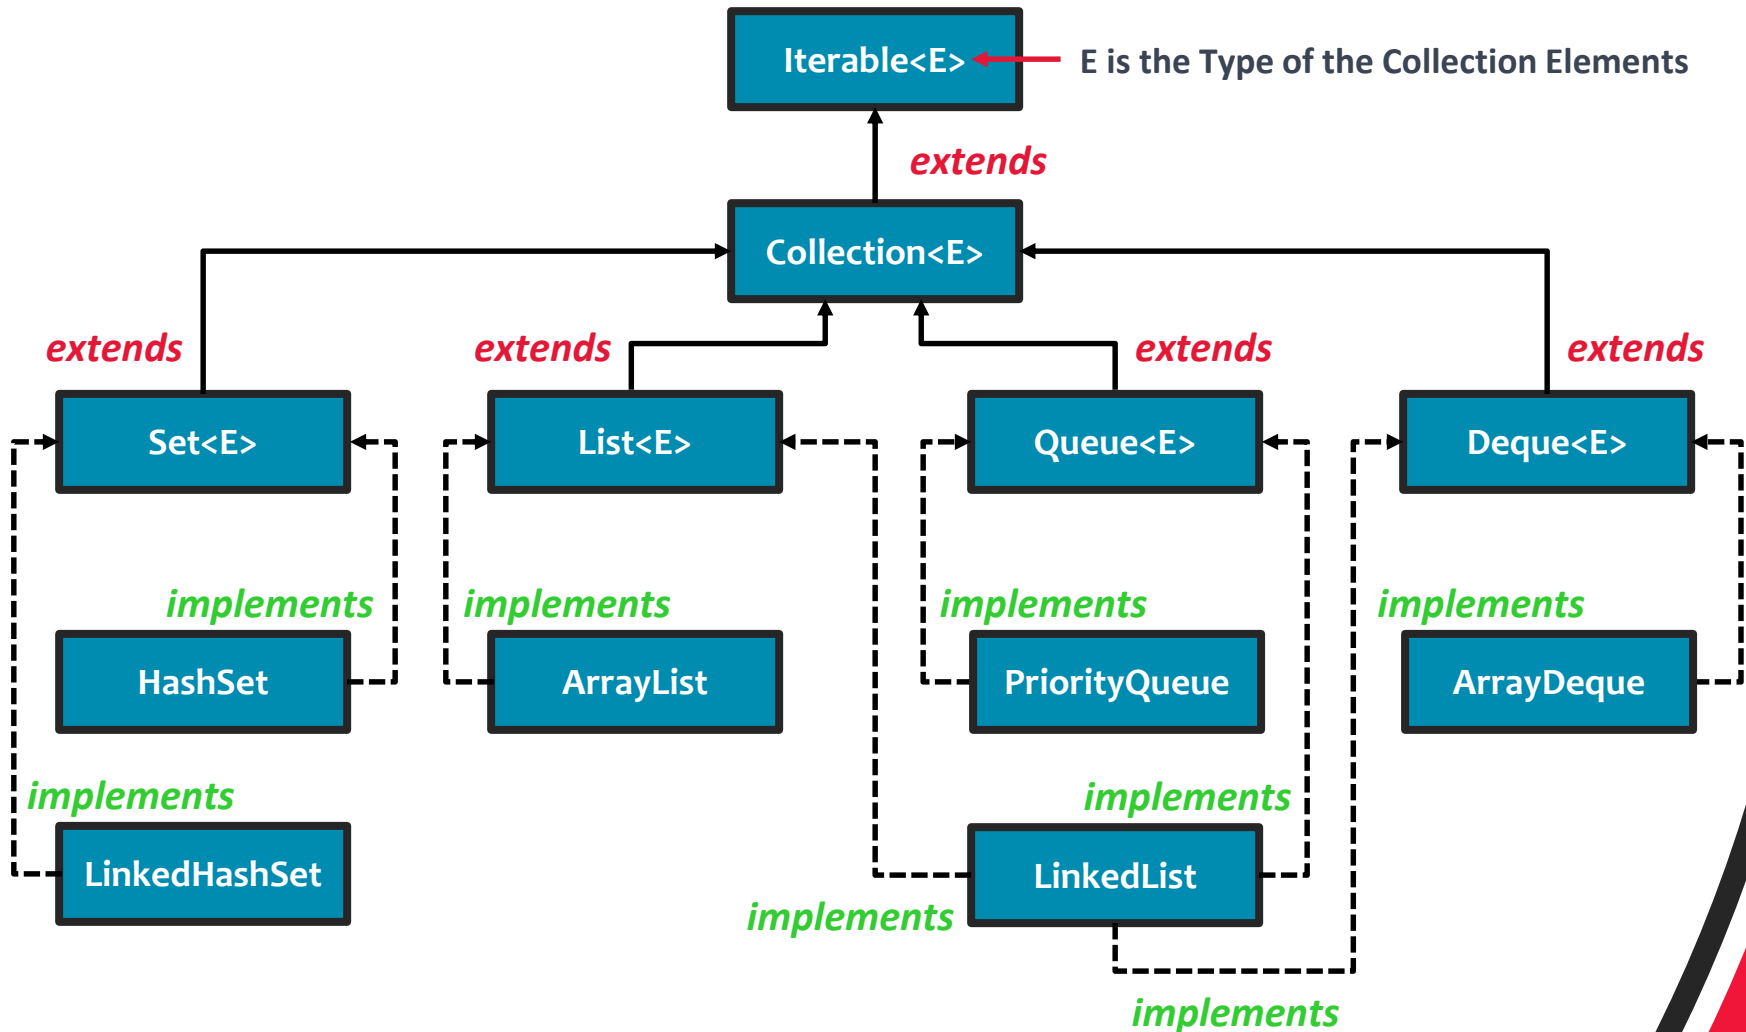 Iterable<E>
E is the Type of the Collection Elements
extends
Collection<E>
extends
extends
extends
extends
Set<E>
List<E>
Queue<E>
Deque<E>
implements
implements
implements
implements
HashSet
ArrayList
PriorityQueue
ArrayDeque
implements
implements
LinkedHashSet
LinkedList
implements
implements